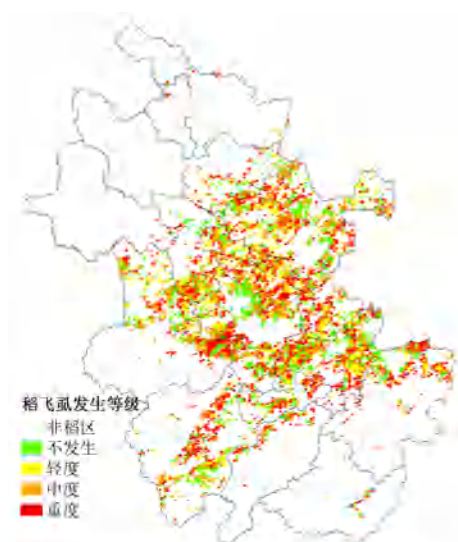 稻飞虱发生等级
非稻区
不发生
轻度
中度
重度